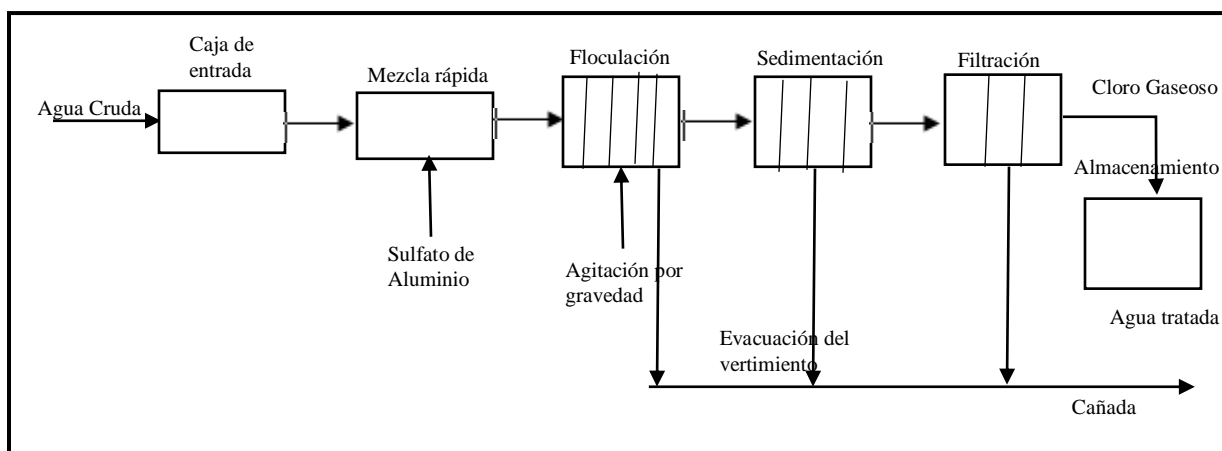 Agua Cruda
Caja de
entrada
Mezcla rápida
Sulfato de
Aluminio
Floculación
Agitación por
gravedad
Sedimentación
Filtración
Cloro Gaseoso
Almacenamiento
Agua tratada
Evacuación del
vertimiento
Cañada